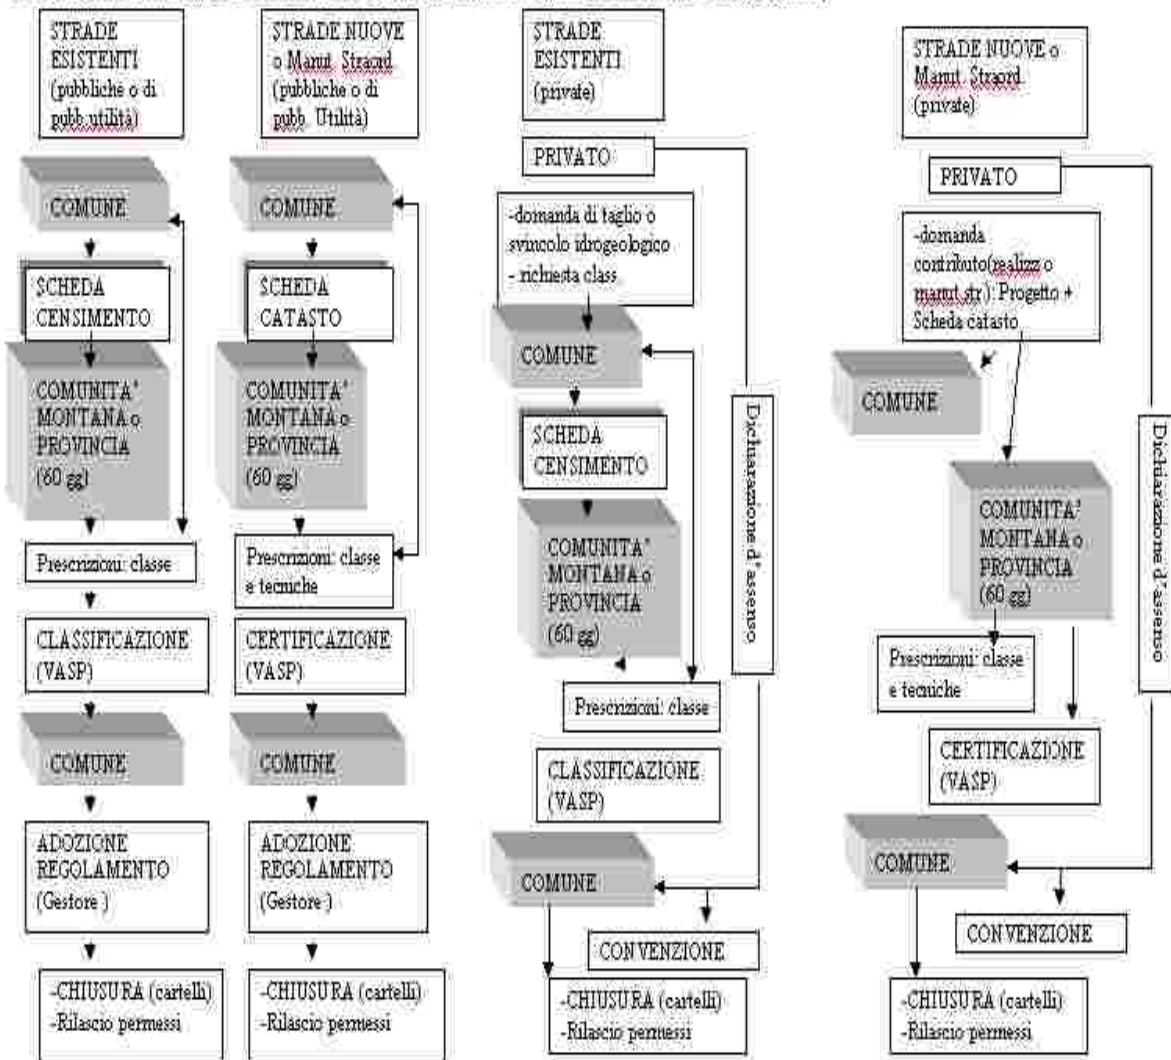 STRADE
ESISTENTI
(pubbliche o di
pubb.utilità)
COMUNE
SCHEDA
CENSIMENTO
COMUNITA'
MONTANA o
PROVINCIA
(60 gg)
Prescrizioni: classe
CLASSIFICAZIONE
(VASP)
COMUNE
ADOZIONE
REGOLAMENTO
(Gestore )
-CHIUSURA (cartelli)
-Rilascio permessi
STRADE NUOVE
o Manut. Straord.
(pubbliche o di
pubb. Utilità)
COMUNE
SCHEDA
CATASTO
COMUNITA'
MONTANA o
PROVINCIA
(60 gg)
Prescrizioni: classe
e tecniche
CERTIFICAZIONE
(VASP)
COMUNE
ADOZIONE
REGOLAMENTO
(Gestore )
-CHIUSURA (cartelli)
-Rilascio permessi
STRADE
ESISTENTI
(private)
PRIVATO
-domanda di taglio o
svincolo idrogeologico
- richiesta class.
COMUNE
SCHEDA
CENSIMENTO
COMUNITA'
MONTANA o
PROVINCIA
(60 gg)
Prescrizioni: classe
CLASSIFICAZIONE
(VASP)
Dichiarazione d'assenso
COMUNE
CONVENZIONE
-CHIUSURA (cartelli)
-Rilascio permessi
STRADE NUOVE o
Manut. Straord.
(private)
PRIVATO
-domanda
contributo(realizz o
manut.str.): Progetto +
Scheda catasto
COMUNE
COMUNITA'
MONTANA o
PROVINCIA
(60 gg)
Prescrizioni: classe
e tecniche
CERTIFICAZIONE
(VASP)
Dichiarazione d'assenso
COMUNE
CONVENZIONE
-CHIUSURA (cartelli)
-Rilascio permessi